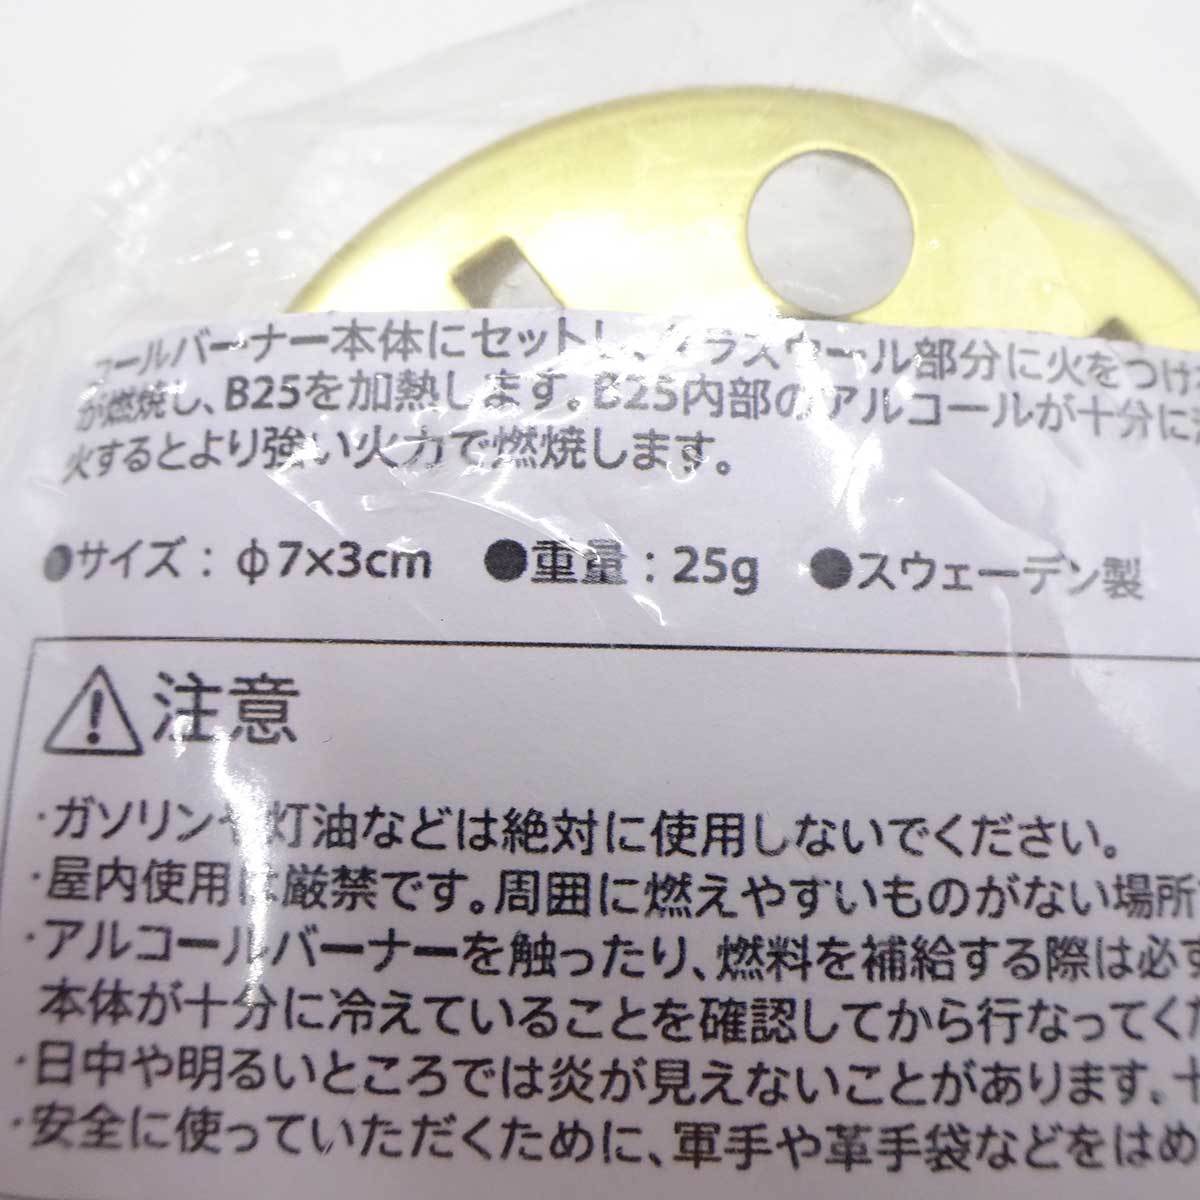 コールバーナー本体にセットし、グラスウール部分に火をつけ
が燃焼し、B25を加熱します。B25内部のアルコールが十分に
火するとより強い火力で燃焼します。
●サイズ：φ7×3cm ●重量：25g ●スウェーデン製
注意
・ガソリンや灯油などは絶対に使用しないでください。
・屋内使用は厳禁です。周囲に燃えやすいものがない場所
・アルコールバーナーを触ったり、燃料を補給する際は必ず
本体が十分に冷えていることを確認してから行なってくだ
・日中や明るいところでは炎が見えないことがあります。十
・安全に使っていただくために、軍手や革手袋などをはめ